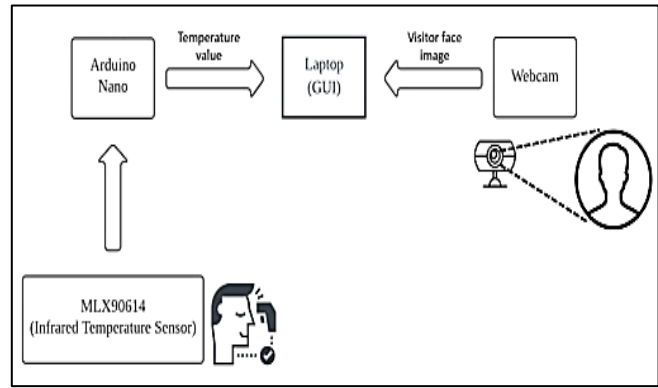 Arduino
Nano
Temperature
value
Laptop
(GUI)
Visitor face
image
Webcam
MLX90614
(Infrared Temperature Sensor)